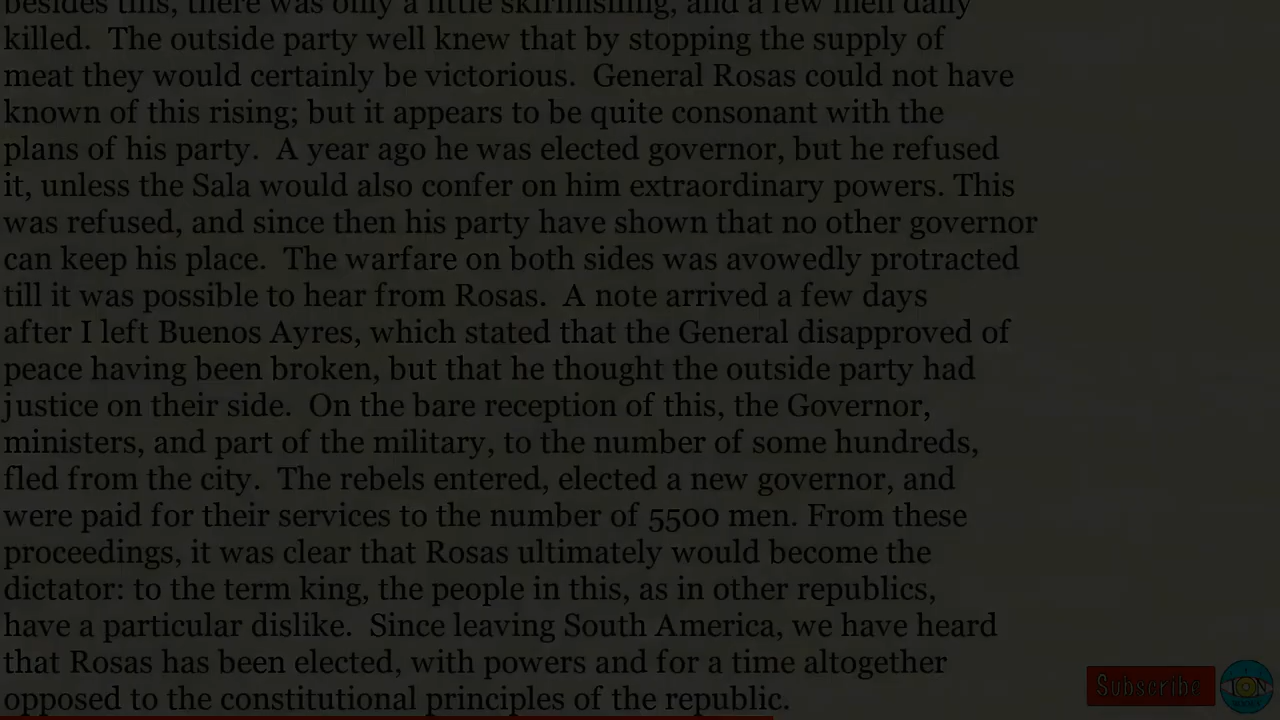 besides this, there was only a little skirmishing, and a few men daily
killed.  The outside party well knew that by stopping the supply of
meat they would certainly be victorious.  General Rosas could not have
known of this rising; but it appears to be quite consonant with the
plans of his party.  A year ago he was elected governor, but he refused
it, unless the Sala would also confer on him extraordinary powers. This
was refused, and since then his party have shown that no other governor
can keep his place.  The warfare on both sides was avowedly protracted
till it was possible to hear from Rosas.  A note arrived a few days
after I left Buenos Ayres, which stated that the General disapproved of
peace having been broken, but that he thought the outside party had
justice on their side.  On the bare reception of this, the Governor,
ministers, and part of the military, to the number of some hundreds,
fled from the city.  The rebels entered, elected a new governor, and
were paid for their services to the number of 5500 men. From these
proceedings, it was clear that Rosas ultimately would become the
dictator: to the term king, the people in this, as in other republics,
have a particular dislike.  Since leaving South America, we have heard
that Rosas has been elected, with powers and for a time altogether
opposed to the constitutional principles of the republic.
Subscribe